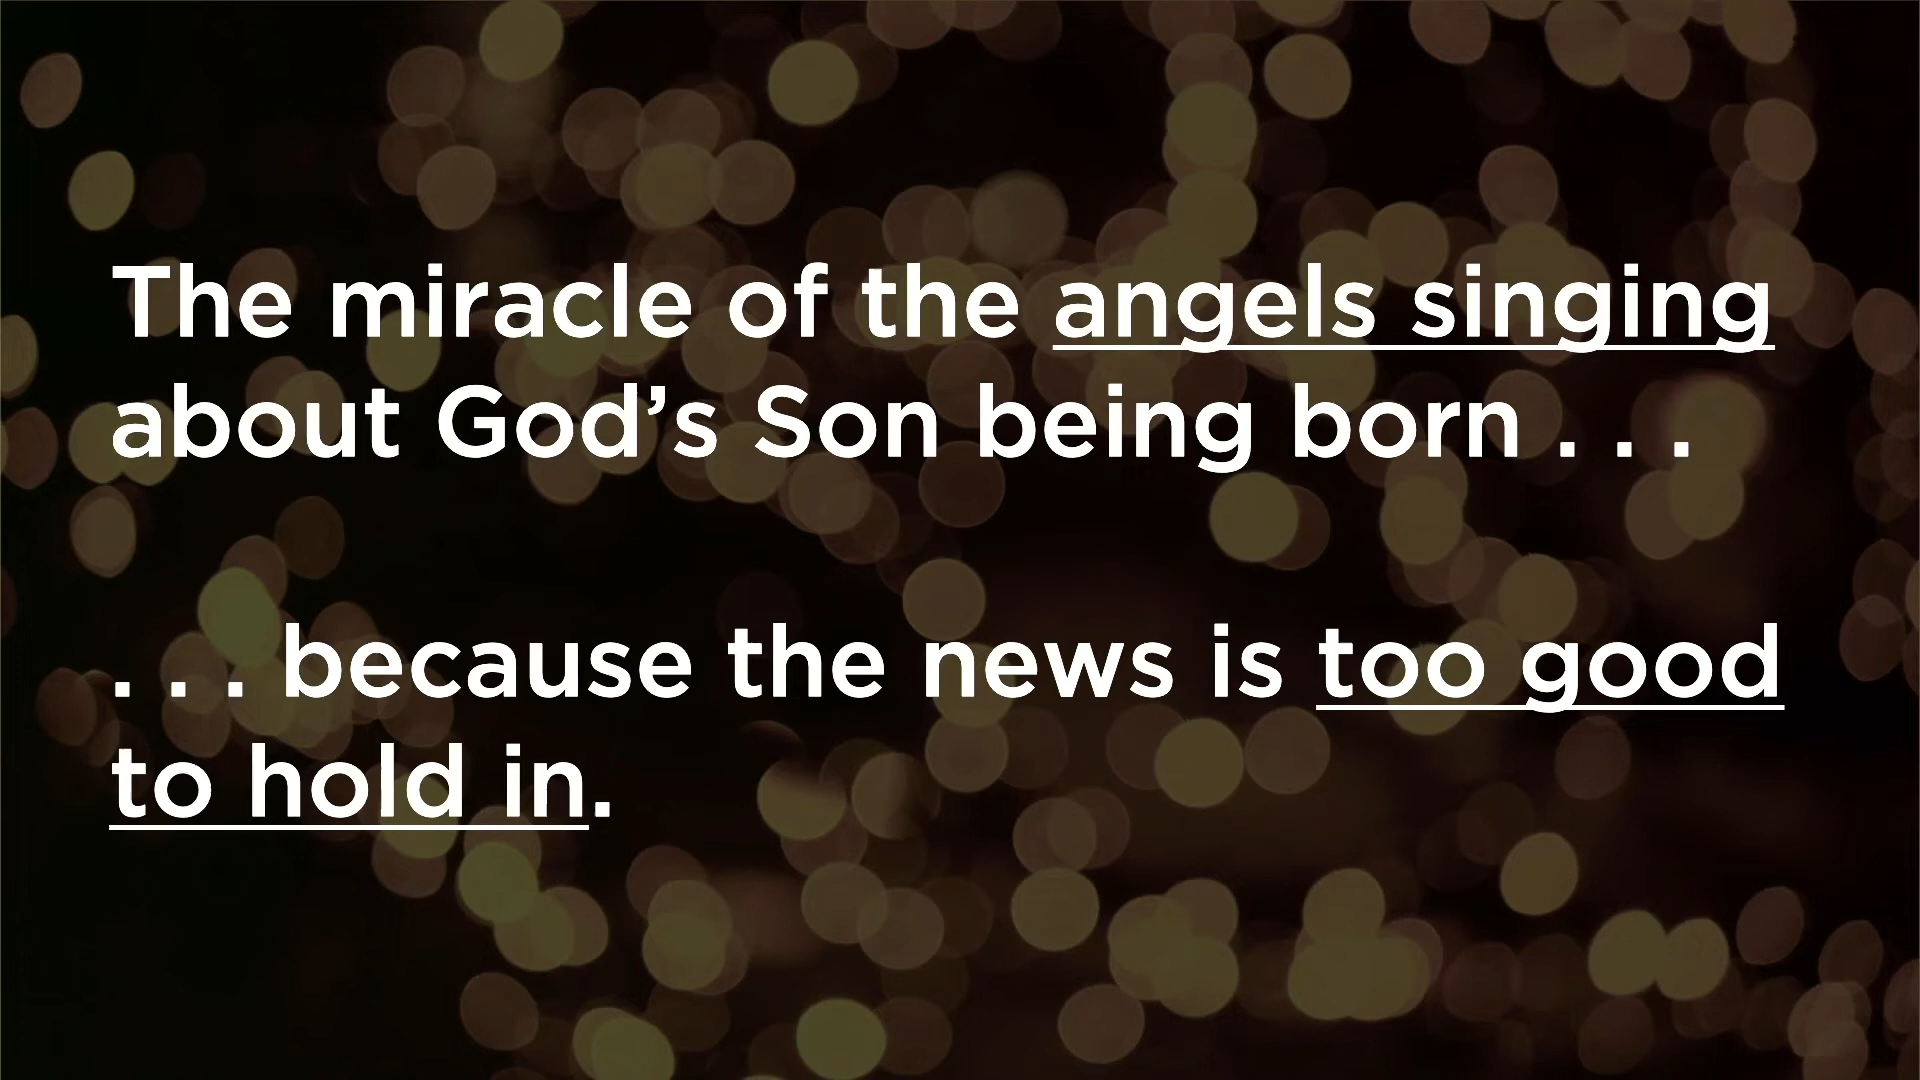 The miracle of the angels singing
about God’s Son being born . . .
. . . because the news is too good
to hold in.